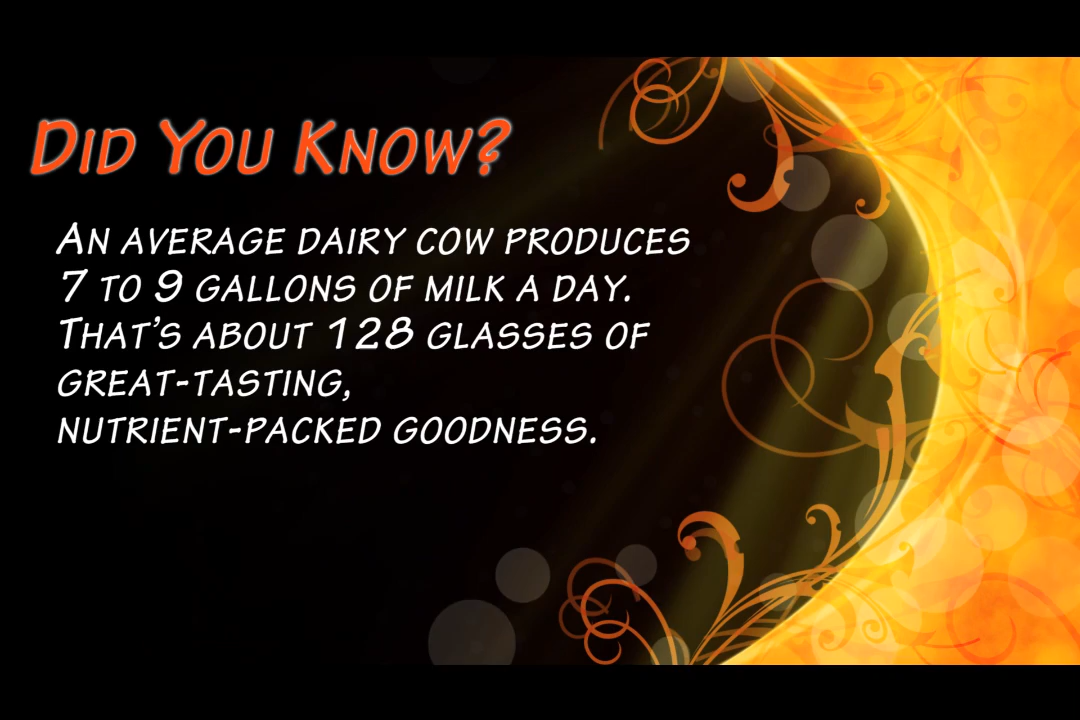 Did You Know?
An average dairy cow produces
7 to 9 gallons of milk a day.
That's about 128 glasses of
great-tasting,
nutrient-packed goodness.